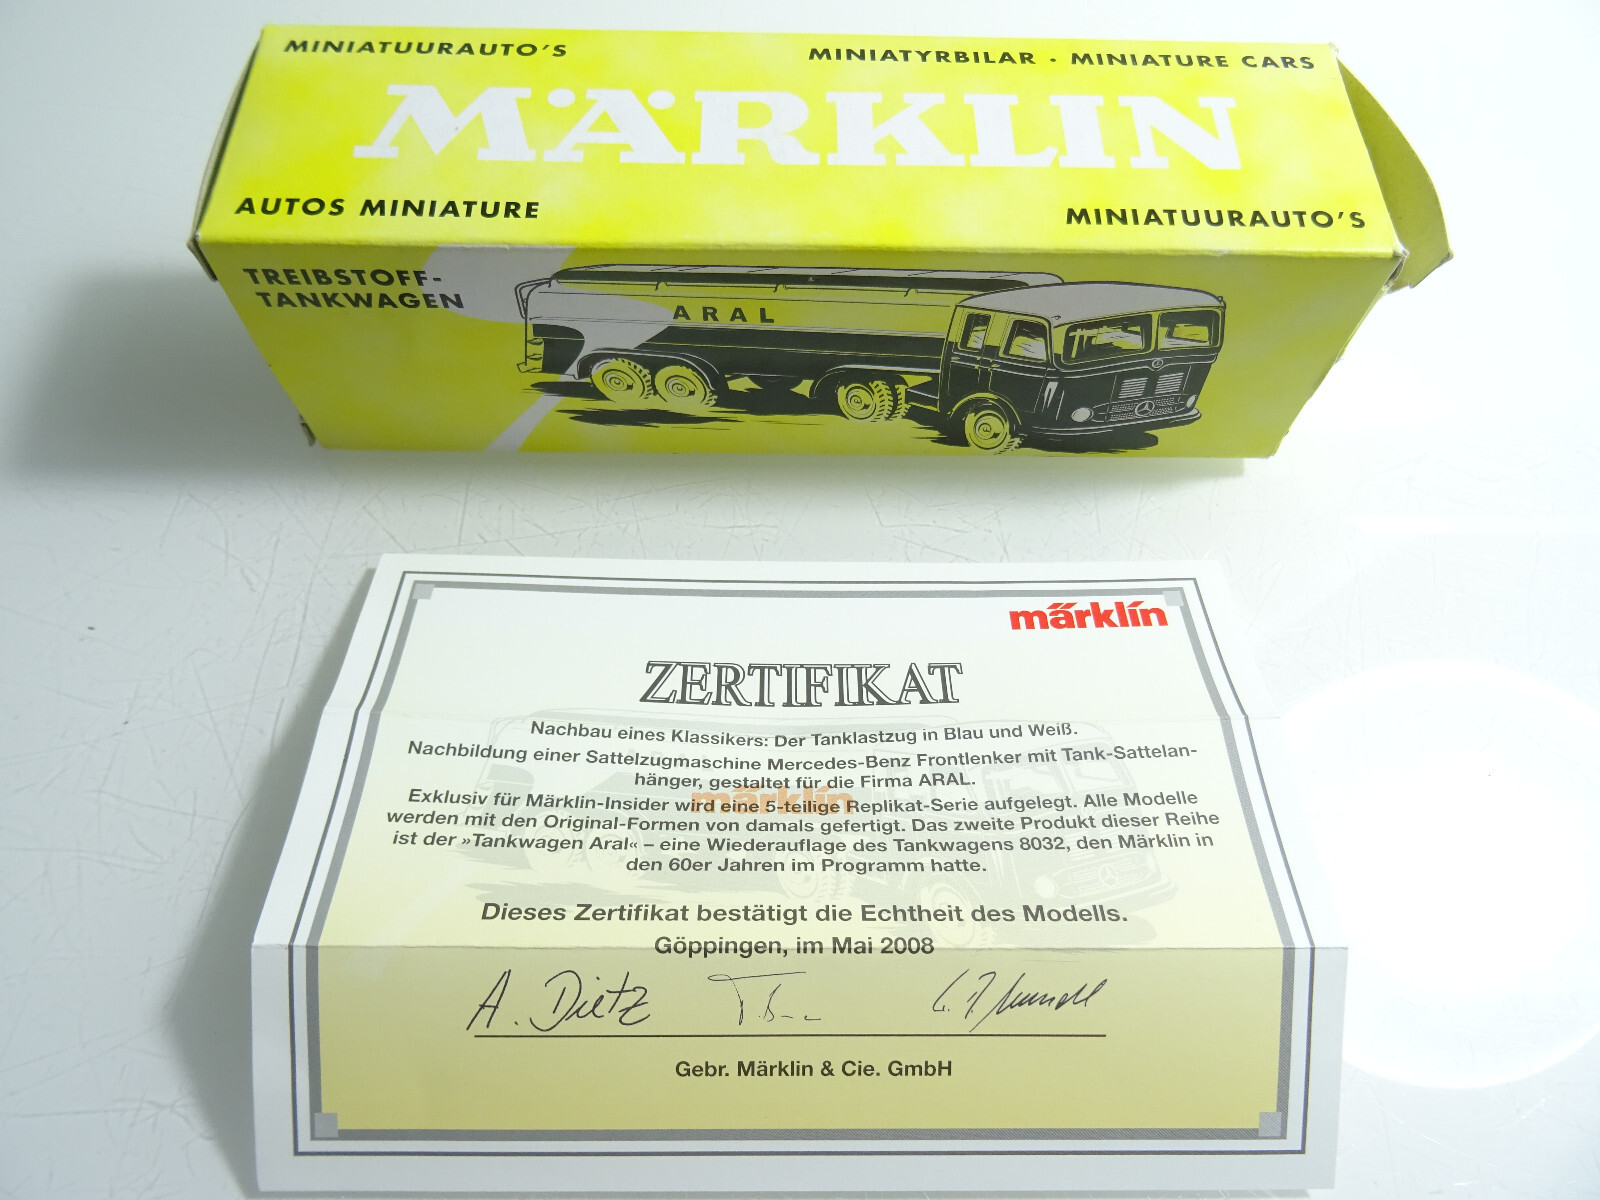 MINIATUURAUTO'S
MINIATYRBILAR · MINIATURE CARS
MÄRKLIN
AUTOS MINIATURE
MINIATUURAUTO'S
TREIBSTOFF-
TANKWAGEN
ARAL
märklin
ZERTIFIKAT
Nachbau eines Klassikers: Der Tanklastzug in Blau und Weiß.
Nachbildung einer Sattelzugmaschine Mercedes-Benz Frontlenker mit Tank-Sattelan-
hänger, gestaltet für die Firma ARAL.
märklin
Exklusiv für Märklin-Insider wird eine 5-teilige Replikat-Serie aufgelegt. Alle Modelle
werden mit den Original-Formen von damals gefertigt. Das zweite Produkt dieser Reihe
ist der »Tankwagen Aral« – eine Wiederauflage des Tankwagens 8032, den Märklin in
den 60er Jahren im Programm hatte.
Dieses Zertifikat bestätigt die Echtheit des Modells.
Göppingen, im Mai 2008
A. Dietz
Gebr. Märklin & Cie. GmbH